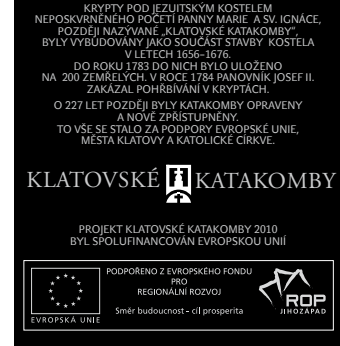 KRYPTY POD JEZUITSKÝM KOSTELEM
NEPOSKVRNĚNÉHO POČETÍ PANNY MARIE A SV. IGNÁCE,
POZDĚJI NAZÝVANÉ „KLATOVSKÉ KATAKOMBY",
BYLY VYBUDOVÁNY JAKO SOUČÁST STAVBY KOSTELA
V LETECH 1656–1676.
DO ROKU 1783 DO NICH BYLO ULOŽENO
NA 200 ZEMŘELÝCH. V ROCE 1784 PANOVNÍK JOSEF II.
ZAKÁZAL POHŘBÍVÁNÍ V KRYPTÁCH.
O 227 LET POZDĚJI BYLY KATAKOMBY OPRAVENY
A NOVĚ ZPŘÍSTUPNĚNY.
TO VŠE SE STALO ZA PODPORY EVROPSKÉ UNIE,
MĚSTA KLATOVY A KATOLICKÉ CÍRKVE.
KLATOVSKÉ KATAKOMBY
PROJEKT KLATOVSKÉ KATAKOMBY 2010
BYL SPOLUFINANCOVÁN EVROPSKOU UNIÍ
PODPOŘENO Z EVROPSKÉHO FONDU
PRO
REGIONÁLNÍ ROZVOJ
Směr budoucnost – cíl prosperita
EVROPSKÁ UNIE
ROP
JIHOZÁPAD